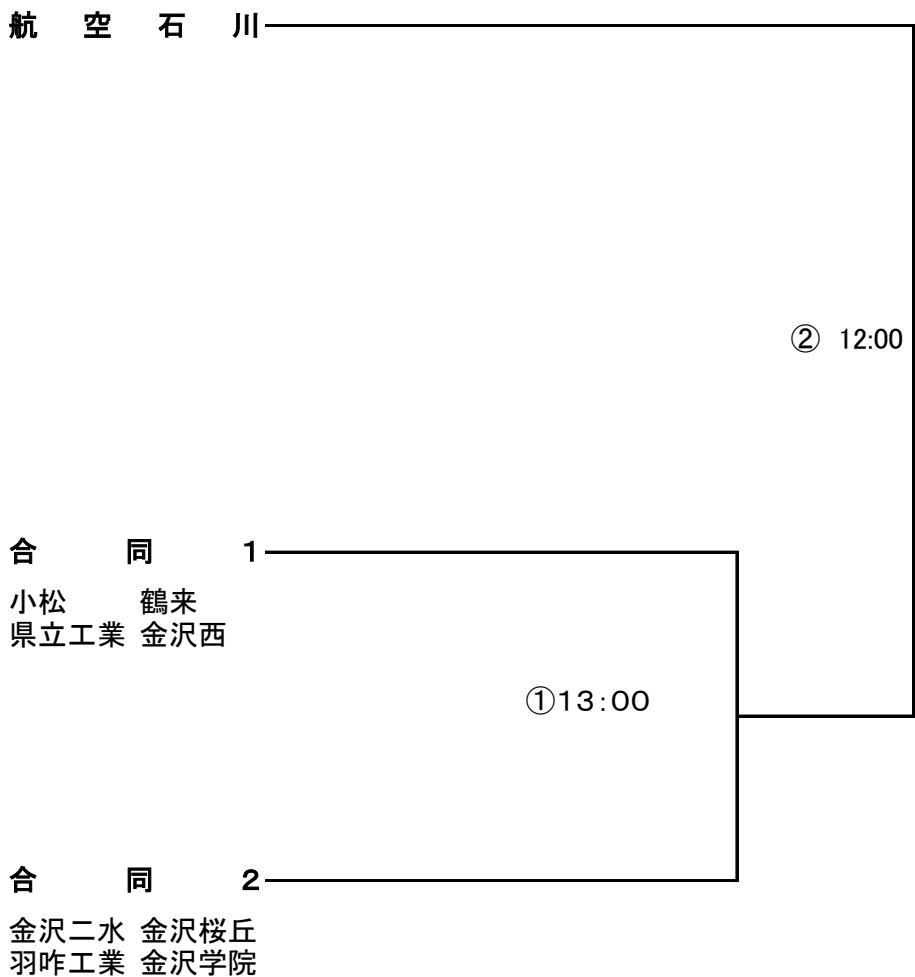 航空石川
② 12:00
合同1
小松 鶴来
県立工業 金沢西
①13:00
合同2
金沢二水 金沢桜丘
羽咋工業 金沢学院